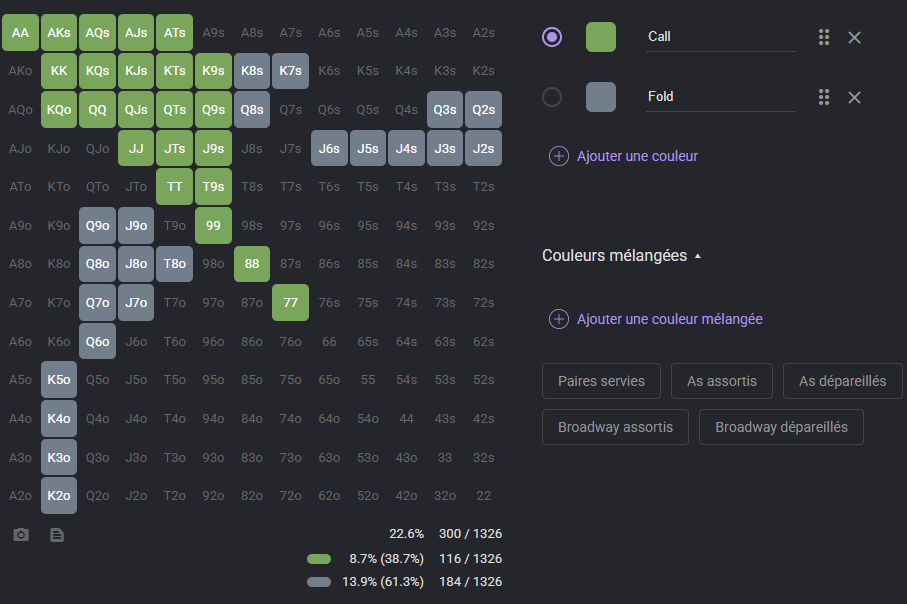 AA AKs AQs AJs ATs A9s A8s A7s A6s A5s A4s A3s A2s
AKo KK KQs KJs KTs K9s K8s K7s K6s K5s K4s K3s K2s
AQo KQo QQ QJs QTs Q9s Q8s Q7s Q6s Q5s Q4s Q3s Q2s
AJo KJo QJo JJ JTs J9s J8s J7s J6s J5s J4s J3s J2s
ATo KTo QTo JTo TT T9s T8s T7s T6s T5s T4s T3s T2s
A9o K9o Q9o J9o T9o 99 98s 97s 96s 95s 94s 93s 92s
A8o K8o Q8o J8o T8o 98o 88 87s 86s 85s 84s 83s 82s
A7o K7o Q7o J7o T7o 97o 87o 77 76s 75s 74s 73s 72s
A6o K6o Q6o J6o T6o 96o 86o 76o 66 65s 64s 63s 62s
A5o K5o Q5o J5o T5o 95o 85o 75o 65o 55 54s 53s 52s
A4o K4o Q4o J4o T4o 94o 84o 74o 64o 54o 44 43s 42s
A3o K3o Q3o J3o T3o 93o 83o 73o 63o 53o 43o 33 32s
A2o K2o Q2o J2o T2o 92o 82o 72o 62o 52o 42o 32o 22
22.6% 300 / 1326
8.7% (38.7%) 116 / 1326
13.9% (61.3%) 184 / 1326
Call
Fold
Ajouter une couleur
Couleurs mélangées
Ajouter une couleur mélangée
Paires servies As assortis As dépareillés
Broadway assortis Broadway dépareillés